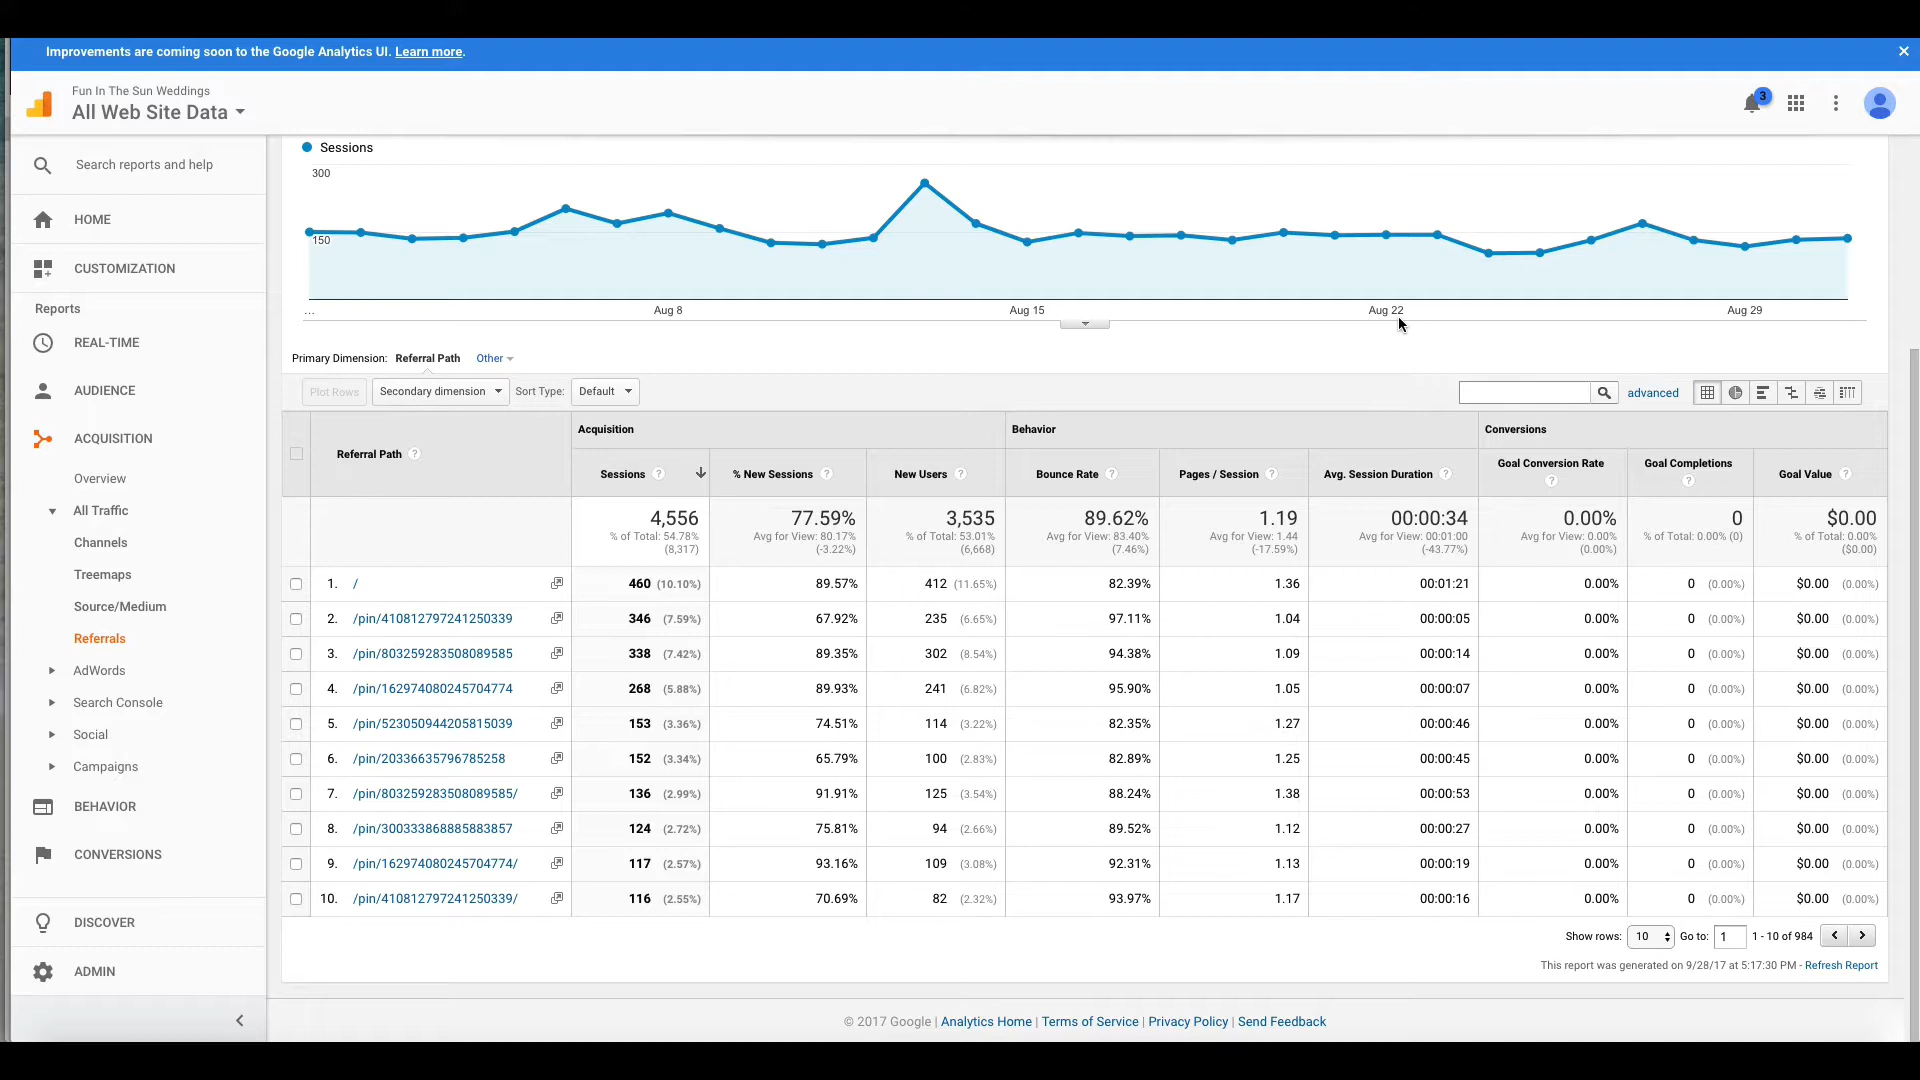 Improvements are coming soon to the Google Analytics UI. Learn more.
Fun In The Sun Weddings
All Web Site Data
3
Search reports and help
HOME
CUSTOMIZATION
Reports
REAL-TIME
AUDIENCE
ACQUISITION
Overview
All Traffic
Channels
Treemaps
Source/Medium
Referrals
AdWords
Search Console
Social
Campaigns
BEHAVIOR
CONVERSIONS
DISCOVER
ADMIN
Sessions
300
150
... Aug 8 Aug 15 Aug 22 Aug 29
Primary Dimension: Referral Path Other
Plot Rows Secondary dimension Sort Type: Default advanced
Acquisition Behavior Conversions
Referral Path ? Sessions ? % New Sessions ? New Users ? Bounce Rate ? Pages / Session ? Avg. Session Duration ? Goal Conversion Rate ? Goal Completions ? Goal Value ?
4,556 77.59% 3,535 89.62% 1.19 00:00:34 0.00% 0 $0.00
% of Total: 54.78% Avg for View: 80.17% % of Total: 53.01% Avg for View: 83.40% Avg for View: 1.44 Avg for View: 00:01:00 Avg for View: 0.00% % of Total: 0.00% (0) % of Total: 0.00%
(8,317) (-3.22%) (6,668) (7.46%) (-17.59%) (-43.77%) (0.00%) ($0.00)
1. / 460 (10.10%) 89.57% 412 (11.65%) 82.39% 1.36 00:01:21 0.00% 0 (0.00%) $0.00 (0.00%)
2. /pin/410812797241250339 346 (7.59%) 67.92% 235 (6.65%) 97.11% 1.04 00:00:05 0.00% 0 (0.00%) $0.00 (0.00%)
3. /pin/803259283508089585 338 (7.42%) 89.35% 302 (8.54%) 94.38% 1.09 00:00:14 0.00% 0 (0.00%) $0.00 (0.00%)
4. /pin/162974080245704774 268 (5.88%) 89.93% 241 (6.82%) 95.90% 1.05 00:00:07 0.00% 0 (0.00%) $0.00 (0.00%)
5. /pin/523050944205815039 153 (3.36%) 74.51% 114 (3.22%) 82.35% 1.27 00:00:46 0.00% 0 (0.00%) $0.00 (0.00%)
6. /pin/20336635796785258 152 (3.34%) 65.79% 100 (2.83%) 82.89% 1.25 00:00:45 0.00% 0 (0.00%) $0.00 (0.00%)
7. /pin/803259283508089585/ 136 (2.99%) 91.91% 125 (3.54%) 88.24% 1.38 00:00:53 0.00% 0 (0.00%) $0.00 (0.00%)
8. /pin/300333868885883857 124 (2.72%) 75.81% 94 (2.66%) 89.52% 1.12 00:00:27 0.00% 0 (0.00%) $0.00 (0.00%)
9. /pin/162974080245704774/ 117 (2.57%) 93.16% 109 (3.08%) 92.31% 1.13 00:00:19 0.00% 0 (0.00%) $0.00 (0.00%)
10. /pin/410812797241250339/ 116 (2.55%) 70.69% 82 (2.32%) 93.97% 1.17 00:00:16 0.00% 0 (0.00%) $0.00 (0.00%)
Show rows: 10 Go to: 1 1 - 10 of 984
This report was generated on 9/28/17 at 5:17:30 PM - Refresh Report
© 2017 Google | Analytics Home | Terms of Service | Privacy Policy | Send Feedback